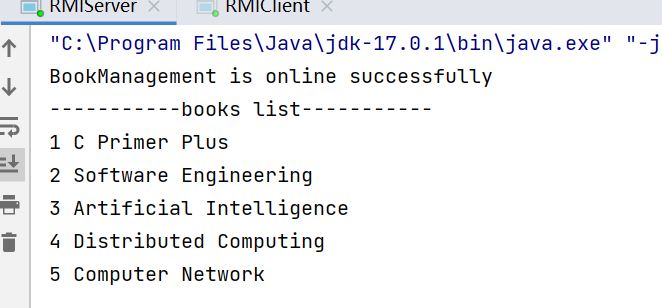 RMIServer RMIClient
"C:\Program Files\Java\jdk-17.0.1\bin\java.exe" "-j
BookManagement is online successfully
-----------books list-----------
1 C Primer Plus
2 Software Engineering
3 Artificial Intelligence
4 Distributed Computing
5 Computer Network